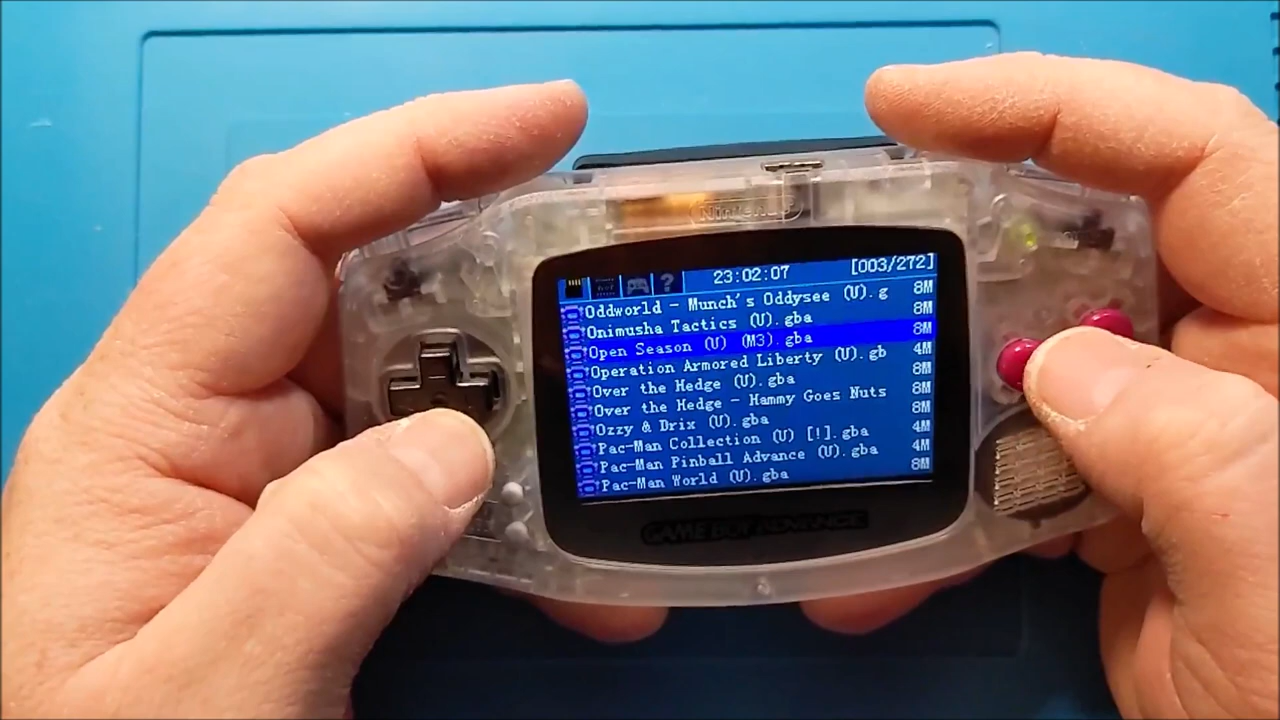 Nintendo
23:02:07 [003/272]
Oddworld - Munch's Oddysee (U).g 8M
Onimusha Tactics (U).gba 8M
Open Season (U) (M3).gba 8M
Operation Armored Liberty (U).gb 4M
Over the Hedge (U).gba 8M
Over the Hedge - Hammy Goes Nuts 8M
Ozzy & Drix (U).gba 8M
Pac-Man Collection (U) [!].gba 4M
Pac-Man Pinball Advance (U).gba 4M
Pac-Man World (U).gba 8M
GAME BOY ADVANCE